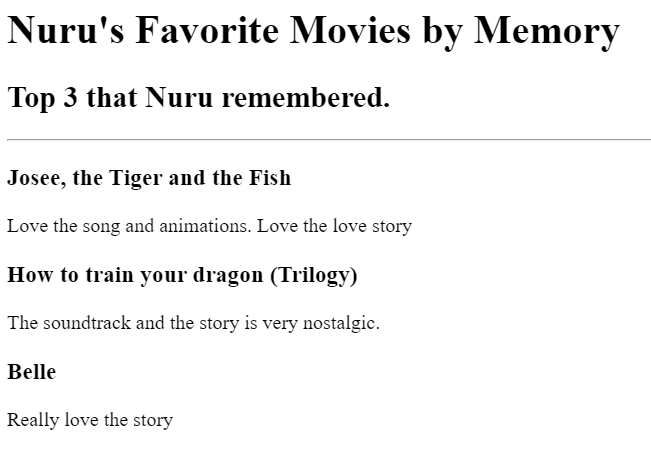 Nuru's Favorite Movies by Memory
Top 3 that Nuru remembered.
Josee, the Tiger and the Fish
Love the song and animations. Love the love story
How to train your dragon (Trilogy)
The soundtrack and the story is very nostalgic.
Belle
Really love the story